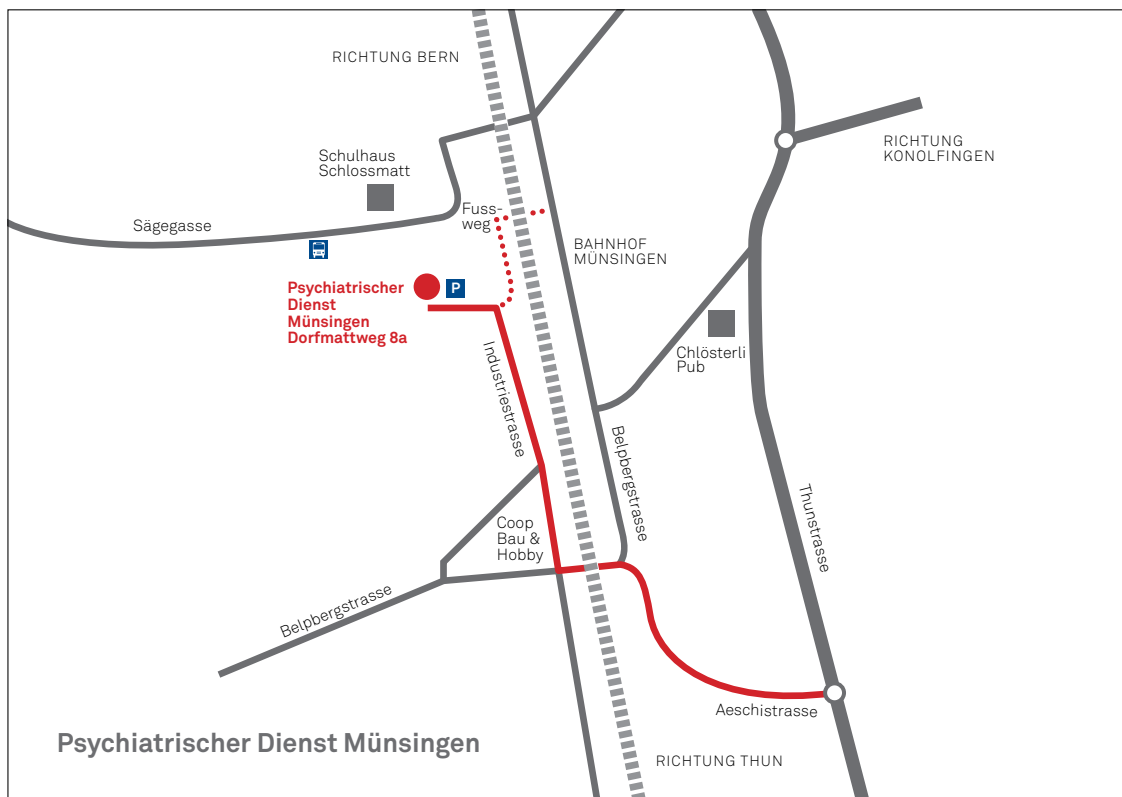 RICHTUNG BERN
RICHTUNG
KONOLFINGEN
Schulhaus
Schlossmatt
Sägegasse
Fuss-
weg
BAHNHOF
MÜNSINGEN
P
Psychiatrischer
Dienst
Münsingen
Dorfmattweg 8a
Chlösterli
Pub
Industriestrasse
Belpbergstrasse
Thunstrasse
Coop
Bau &
Hobby
Belpbergstrasse
Aeschistrasse
Psychiatrischer Dienst Münsingen
RICHTUNG THUN